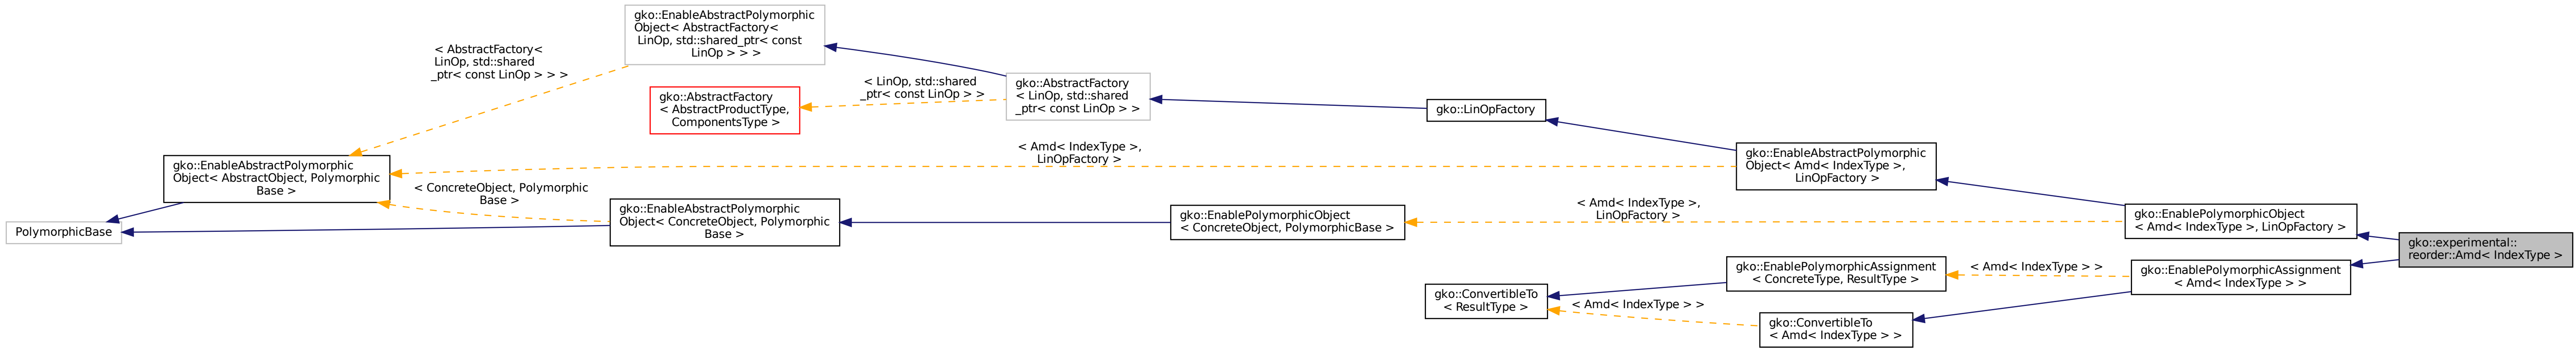 gko::EnableAbstractPolymorphic
Object< AbstractFactory<
LinOp, std::shared_ptr< const
LinOp > > >
< AbstractFactory<
LinOp, std::shared
_ptr< const LinOp > > >
gko::AbstractFactory
< AbstractProductType,
ComponentsType >
< LinOp, std::shared
_ptr< const LinOp > >
gko::AbstractFactory
< LinOp, std::shared
_ptr< const LinOp > >
gko::LinOpFactory
gko::EnableAbstractPolymorphic
Object< AbstractObject, Polymorphic
Base >
< Amd< IndexType >,
LinOpFactory >
gko::EnableAbstractPolymorphic
Object< Amd< IndexType >,
LinOpFactory >
< ConcreteObject, Polymorphic
Base >
PolymorphicBase
gko::EnableAbstractPolymorphic
Object< ConcreteObject, Polymorphic
Base >
gko::EnablePolymorphicObject
< ConcreteObject, PolymorphicBase >
< Amd< IndexType >,
LinOpFactory >
gko::EnablePolymorphicObject
< Amd< IndexType >, LinOpFactory >
gko::experimental::
reorder::Amd< IndexType >
gko::EnablePolymorphicAssignment
< ConcreteType, ResultType >
< Amd< IndexType > >
gko::EnablePolymorphicAssignment
< Amd< IndexType > >
gko::ConvertibleTo
< ResultType >
< Amd< IndexType > >
gko::ConvertibleTo
< Amd< IndexType > >